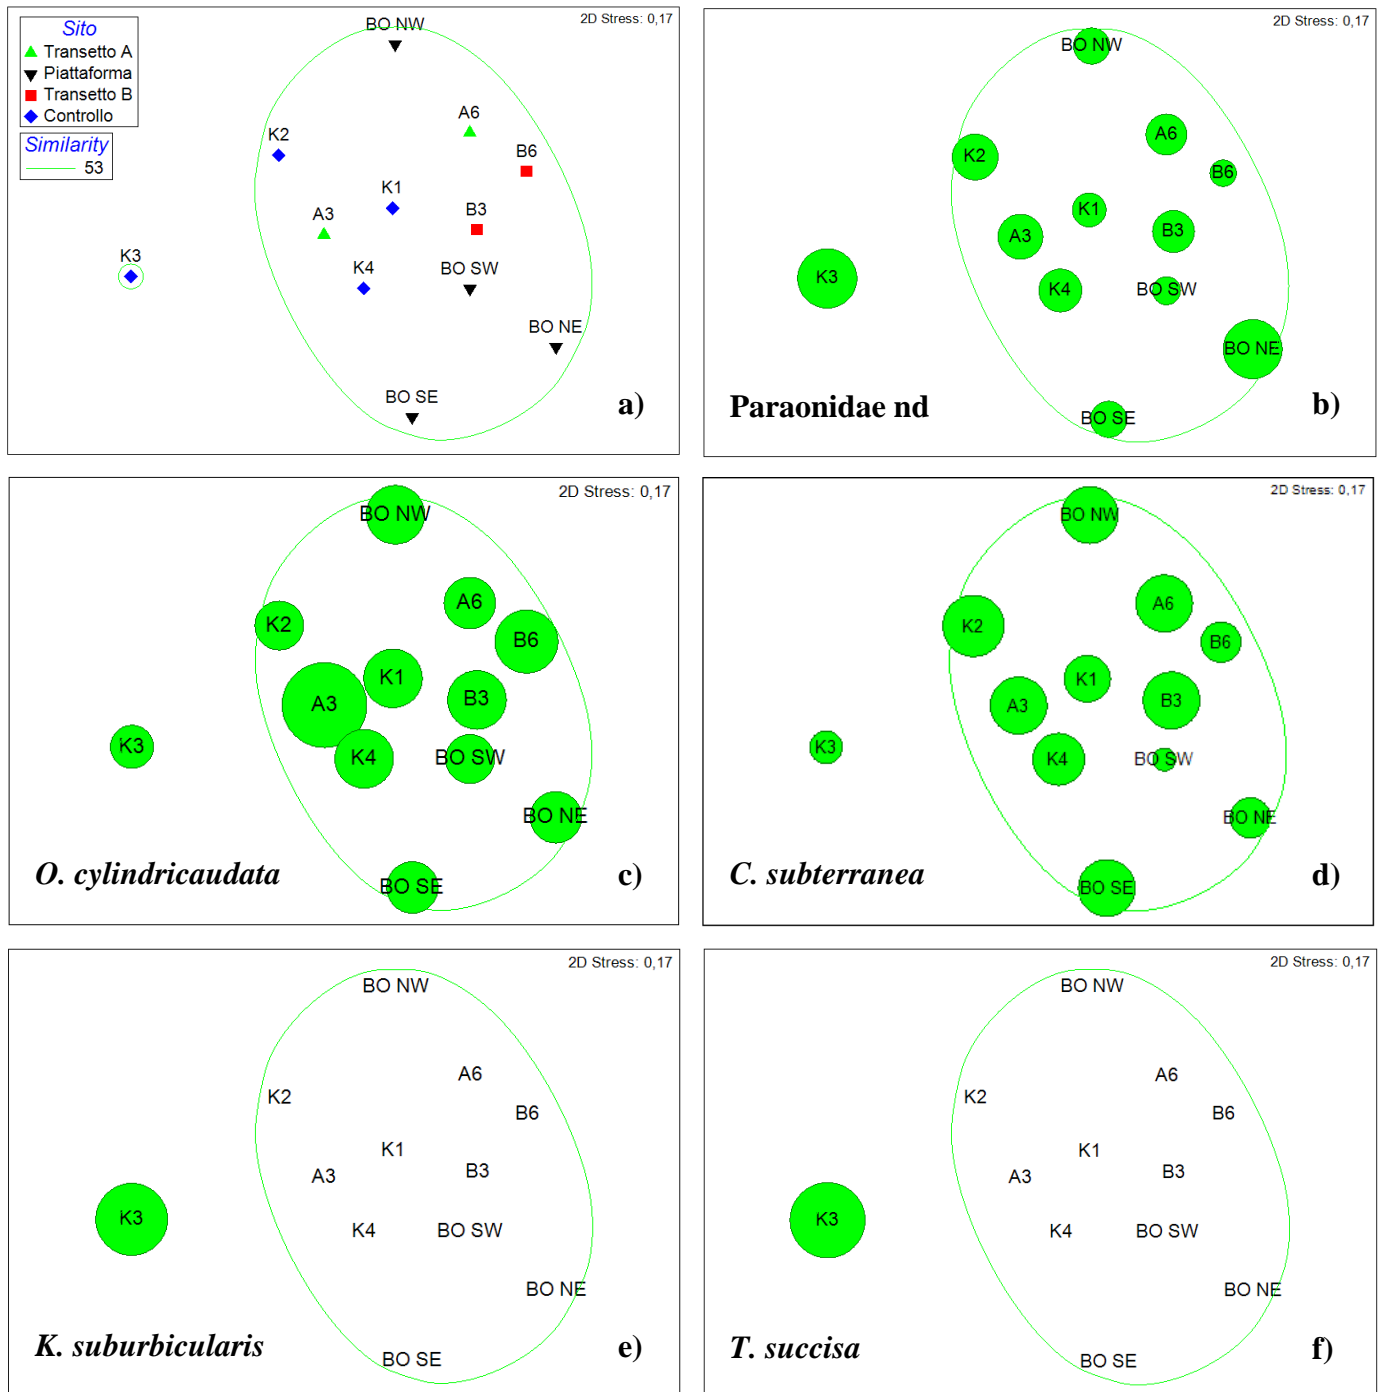 2D Stress: 0,17
Sito
Transetto A
Piattaforma
Transetto B
Controllo
Similarity
53
BO NW
A6
K2
B6
K1
A3
B3
K3
K4
BO SW
BO NE
BO SE
a)
2D Stress: 0,17
BO NW
A6
K2
B6
K1
A3
B3
K3
K4
BO SW
BO NE
BO SE
Paraonidae nd
b)
2D Stress: 0,17
BO NW
A6
K2
B6
K1
A3
B3
K3
K4
BO SW
BO NE
BO SE
O. cylindricaudata
c)
2D Stress: 0,17
BO NW
A6
K2
B6
K1
A3
B3
K3
K4
BO SW
BO NE
BO SE
C. subterranea
d)
2D Stress: 0,17
BO NW
A6
K2
B6
K1
A3
B3
K3
K4
BO SW
BO NE
BO SE
K. suburbicularis
e)
2D Stress: 0,17
BO NW
A6
K2
B6
K1
A3
B3
K3
K4
BO SW
BO NE
BO SE
T. succisa
f)